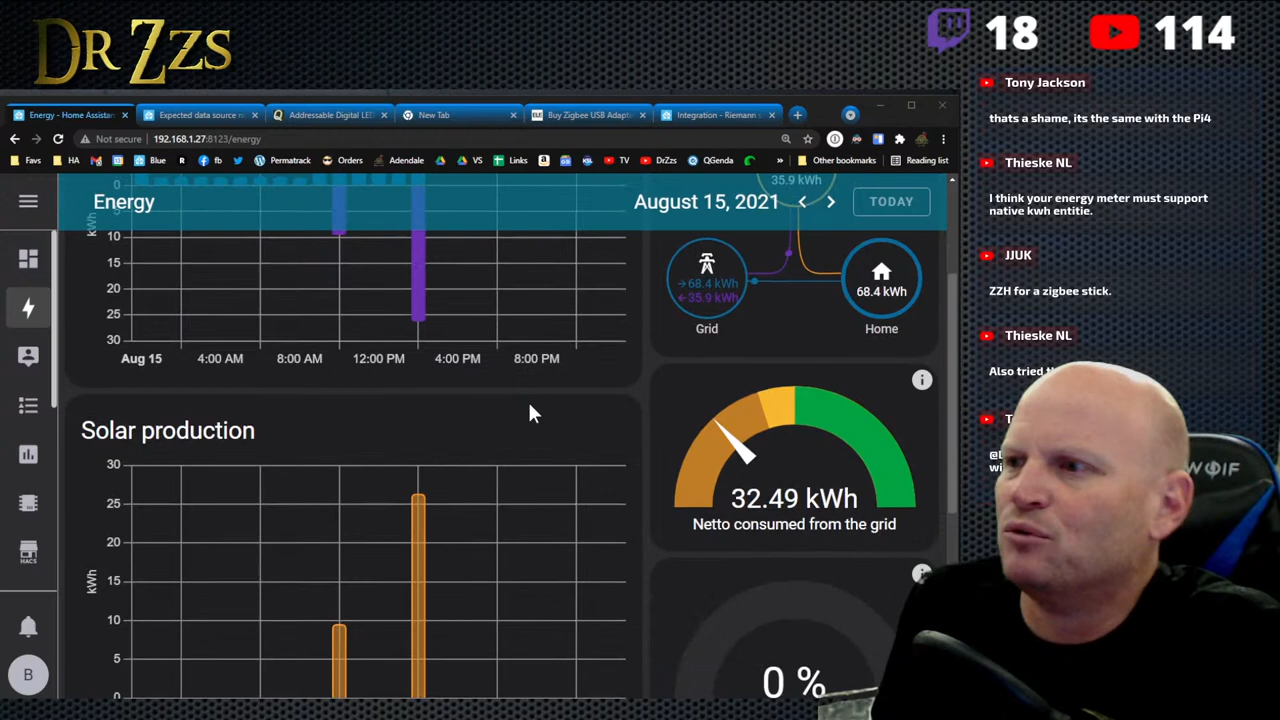 DR ZZS
18
114
Energy - Home Assistan
Expected data source n
Addressable Digital LED
New Tab
Buy Zigbee USB Adapt
Integration - Riemann s
Not secure
192.168.1.27:8123/energy
Favs
HA
Blue
fb
Permatrack
Orders
Adendale
VS
Links
TV
DrZzs
QGenda
Other bookmarks
Reading list
Energy
August 15, 2021
TODAY
0
5
10
15
20
25
30
kWh
Aug 15
4:00 AM
8:00 AM
12:00 PM
4:00 PM
8:00 PM
35.9 kWh
→68.4 kWh
←35.9 kWh
Grid
68.4 kWh
Home
Solar production
30
25
20
15
10
5
0
kWh
32.49 kWh
Netto consumed from the grid
0 %
HACS
B
Tony Jackson
thats a shame, its the same with the Pi4
Thieske NL
I think your energy meter must support
native kwh entitie.
JJUK
ZZH for a zigbee stick.
Thieske NL
Also tried
WOLF